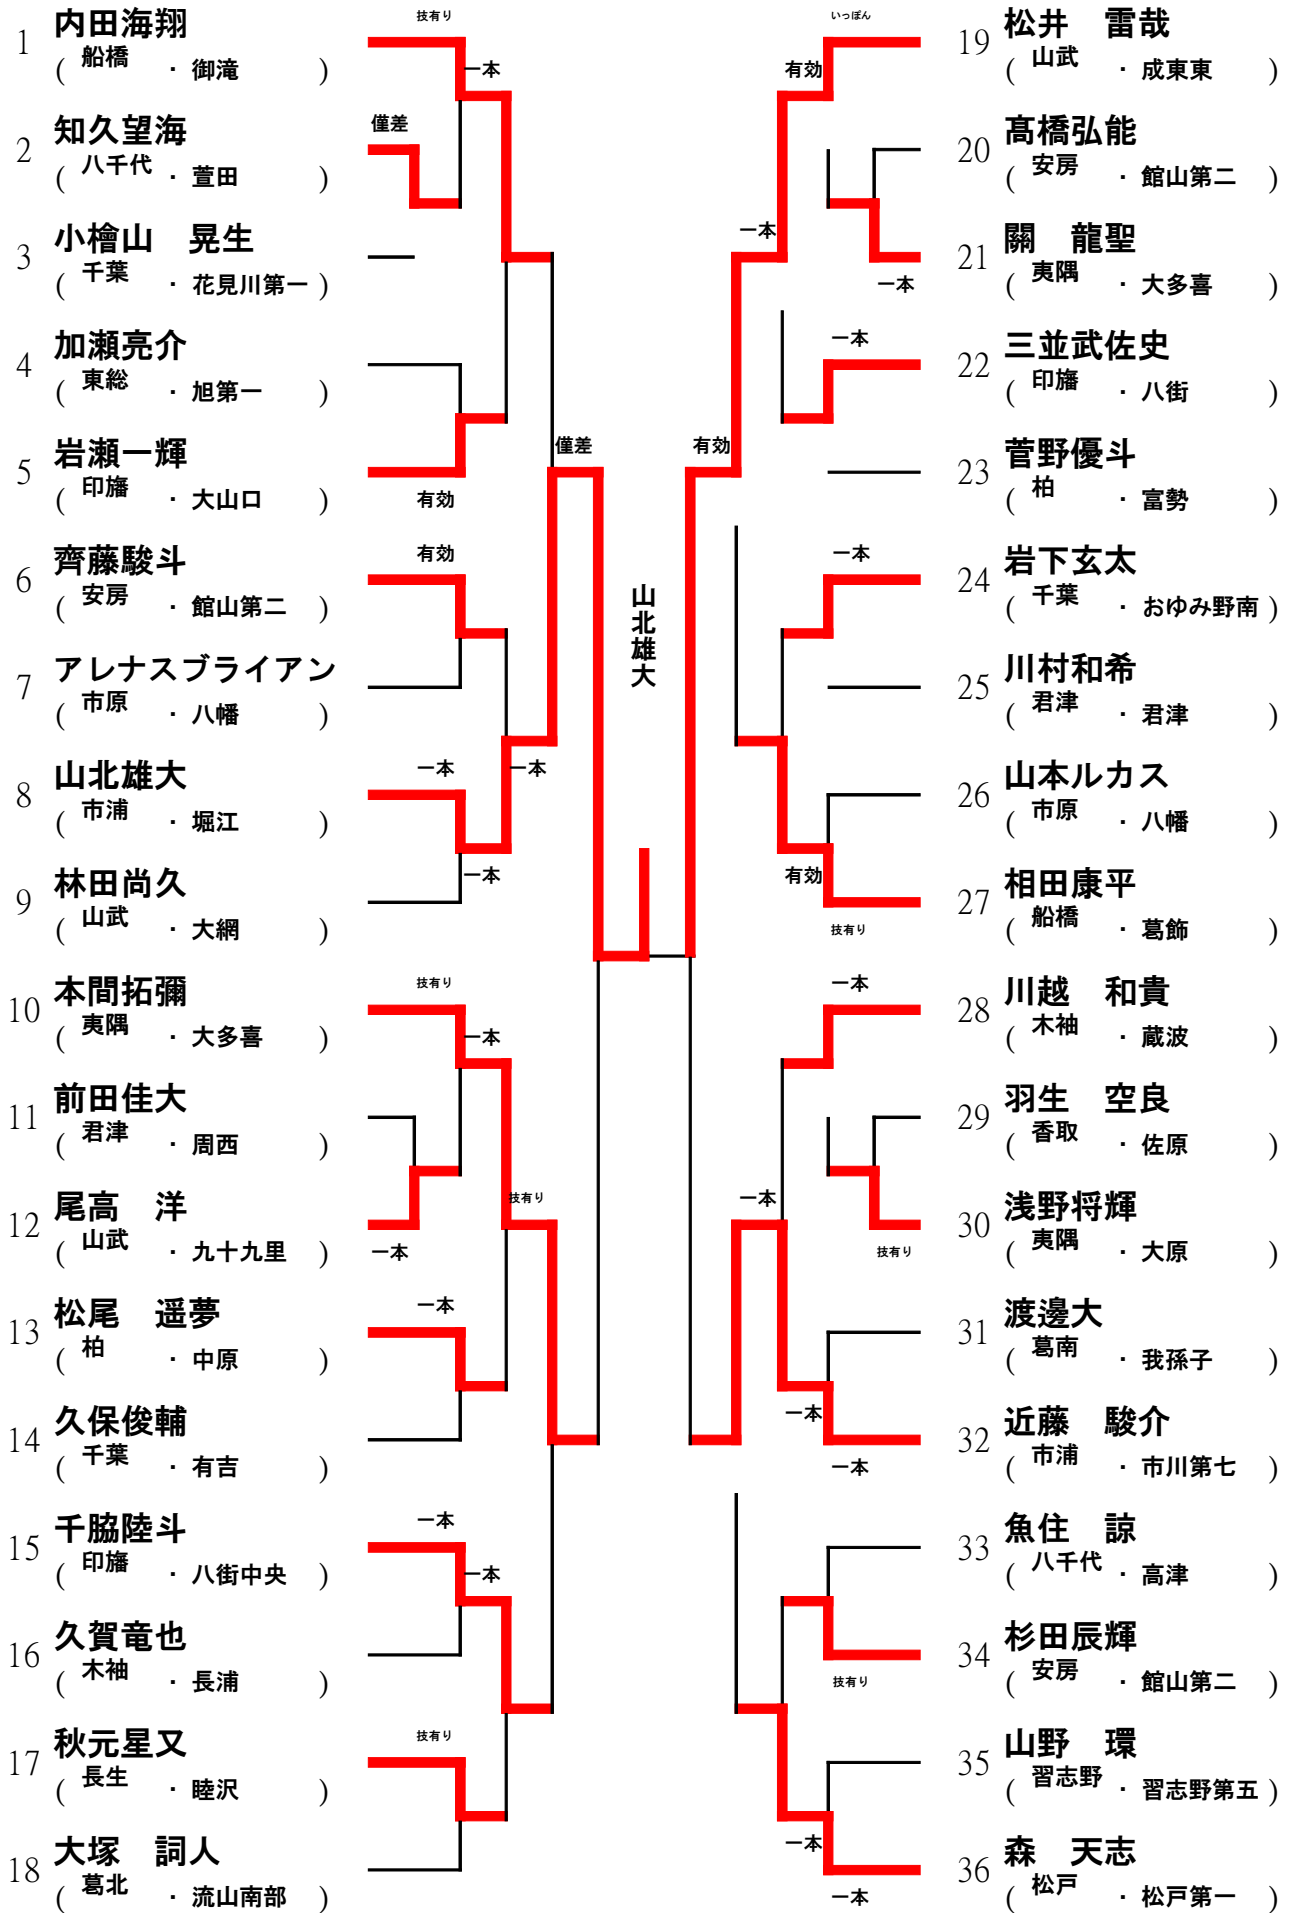 技有り
1 内田海翔
( 船橋 ・ 御滝 )
一本
僅差
2 知久望海
( 八千代 ・ 萱田 )
3 小檜山　晃生
( 千葉 ・ 花見川第一 )
4 加瀬亮介
( 東総 ・ 旭第一 )
5 岩瀬一輝
( 印旛 ・ 大山口 )
有効
僅差
有効
6 齊藤駿斗
( 安房 ・ 館山第二 )
7 アレナスブライアン
( 市原 ・ 八幡 )
一本
一本
8 山北雄大
( 市浦 ・ 堀江 )
一本
9 林田尚久
( 山武 ・ 大網 )
技有り
10 本間拓彌
( 夷隅 ・ 大多喜 )
一本
11 前田佳大
( 君津 ・ 周西 )
12 尾高　洋
( 山武 ・ 九十九里 )
一本
技有り
一本
13 松尾　遥夢
( 柏 ・ 中原 )
14 久保俊輔
( 千葉 ・ 有吉 )
一本
15 千脇陸斗
( 印旛 ・ 八街中央 )
一本
16 久賀竜也
( 木袖 ・ 長浦 )
技有り
17 秋元星又
( 長生 ・ 睦沢 )
18 大塚　詞人
( 葛北 ・ 流山南部 )
山北雄大
いっぽん
19 松井　雷哉
( 山武 ・ 成東東 )
有効
20 髙橋弘能
( 安房 ・ 館山第二 )
一本
21 關　龍聖
( 夷隅 ・ 大多喜 )
一本
一本
22 三並武佐史
( 印旛 ・ 八街 )
有効
23 菅野優斗
( 柏 ・ 富勢 )
一本
24 岩下玄太
( 千葉 ・ おゆみ野南 )
25 川村和希
( 君津 ・ 君津 )
26 山本ルカス
( 市原 ・ 八幡 )
有効
27 相田康平
( 船橋 ・ 葛飾 )
技有り
一本
28 川越　和貴
( 木袖 ・ 蔵波 )
29 羽生　空良
( 香取 ・ 佐原 )
一本
30 浅野将輝
( 夷隅 ・ 大原 )
技有り
31 渡邊大
( 葛南 ・ 我孫子 )
一本
32 近藤　駿介
( 市浦 ・ 市川第七 )
一本
33 魚住　諒
( 八千代 ・ 高津 )
34 杉田辰輝
( 安房 ・ 館山第二 )
技有り
35 山野　環
( 習志野 ・ 習志野第五 )
一本
36 森　天志
( 松戸 ・ 松戸第一 )
一本